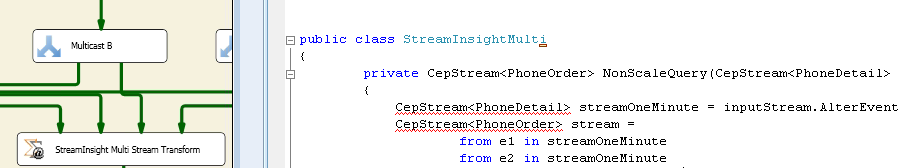 Multicast B
StreamInsight Multi Stream Transform
public class StreamInsightMulti
{
private CepStream<PhoneOrder> NonScaleQuery(CepStream<PhoneDetail>
{
CepStream<PhoneDetail> streamOneMinute = inputStream.AlterEvent
CepStream<PhoneOrder> stream =
from e1 in streamOneMinute
from e2 in streamOneMinute